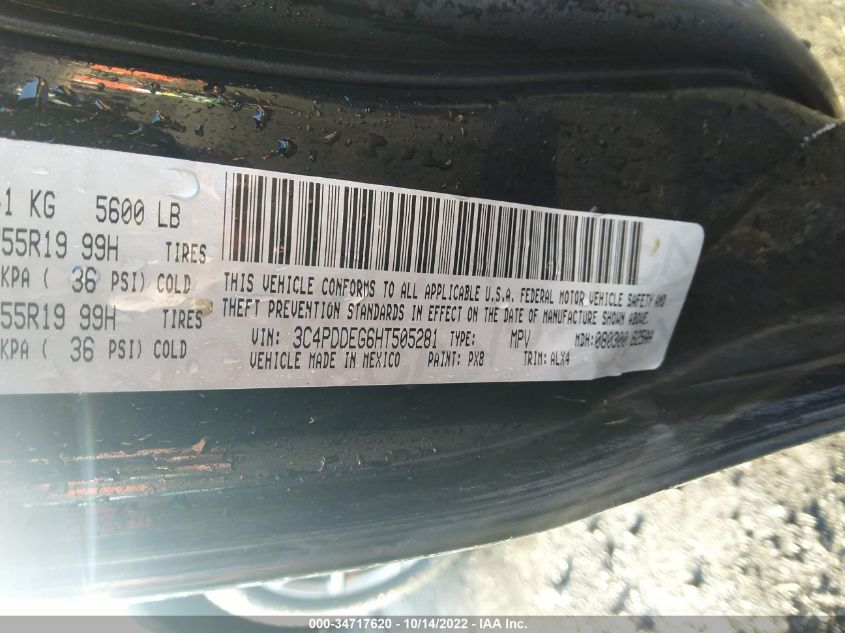 1 KG 5600 LB
55R19 99H TIRES
KPA ( 36 PSI) COLD
55R19 99H TIRES
KPA ( 36 PSI) COLD
THIS VEHICLE CONFORMS TO ALL APPLICABLE U.S.A. FEDERAL MOTOR VEHICLE SAFETY AND
THEFT PREVENTION STANDARDS IN EFFECT ON THE DATE OF MANUFACTURE SHOWN ABOVE.
VIN: 3C4PDDEG6HT505281 TYPE: MPV MDH: 080300
VEHICLE MADE IN MEXICO PAINT: PX8 TRIM: ALX4
000-34717620 - 10/14/2022 - IAA Inc.